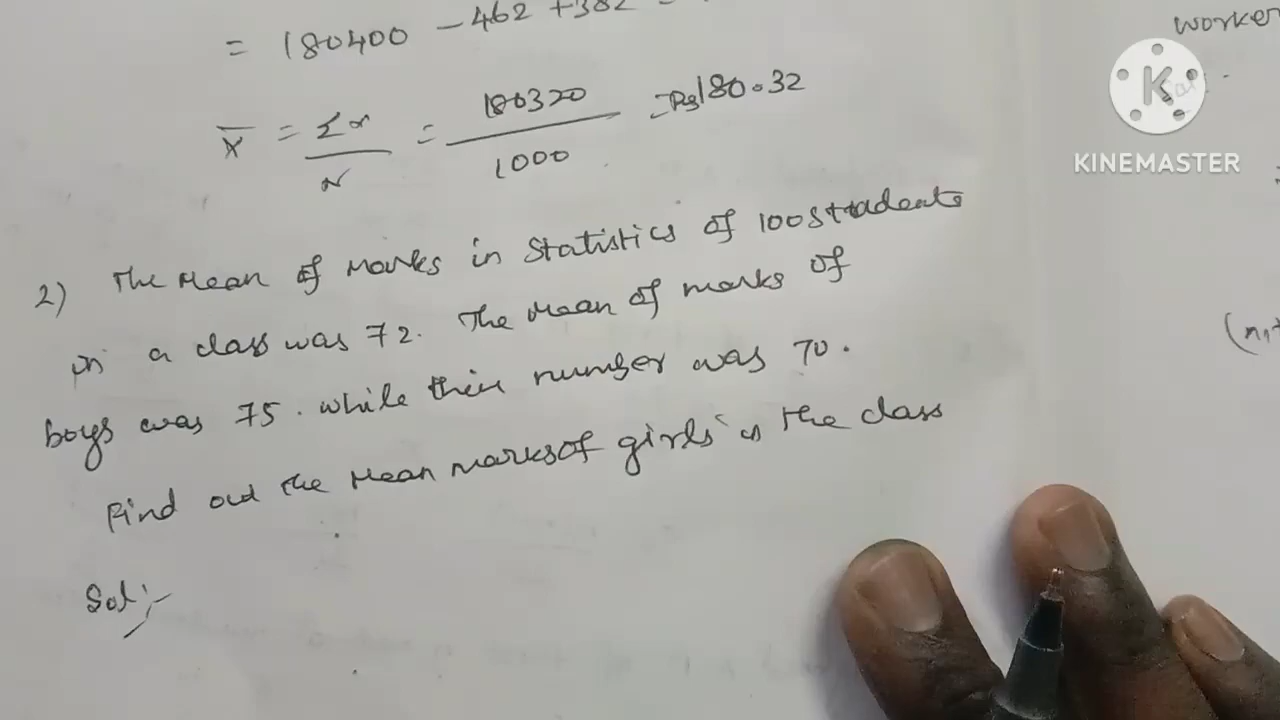 = 180400 - 462 + 382 =
worker
X̄ = Σx / N = 180320 / 1000 = Rs180.32
KINEMASTER
2) The Mean of Marks in Statistics of 100 Students
in a class was 72. The Mean of marks of
boys was 75. while their number was 70.
Find out the Mean marks of girls in the class
(n₁+
Sol:-